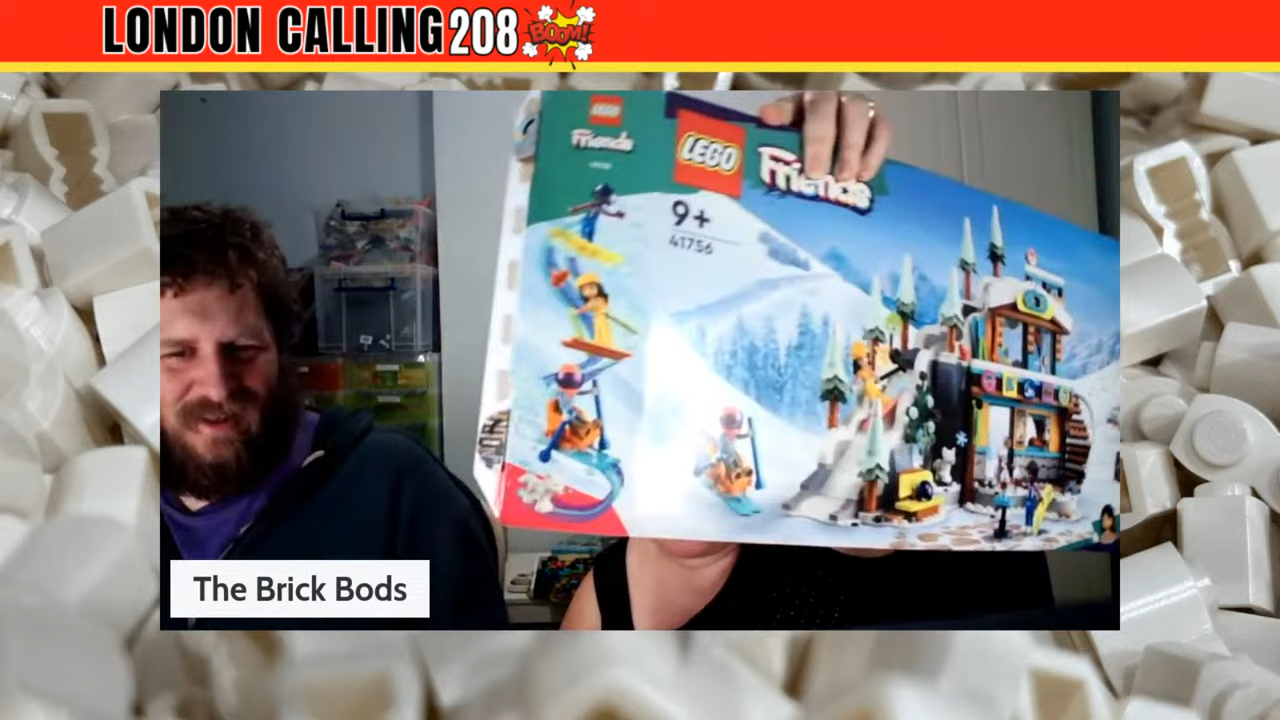 LONDON CALLING 208
BOOM!
LEGO
Friends
LEGO
Friends
9+
41756
The Brick Bods